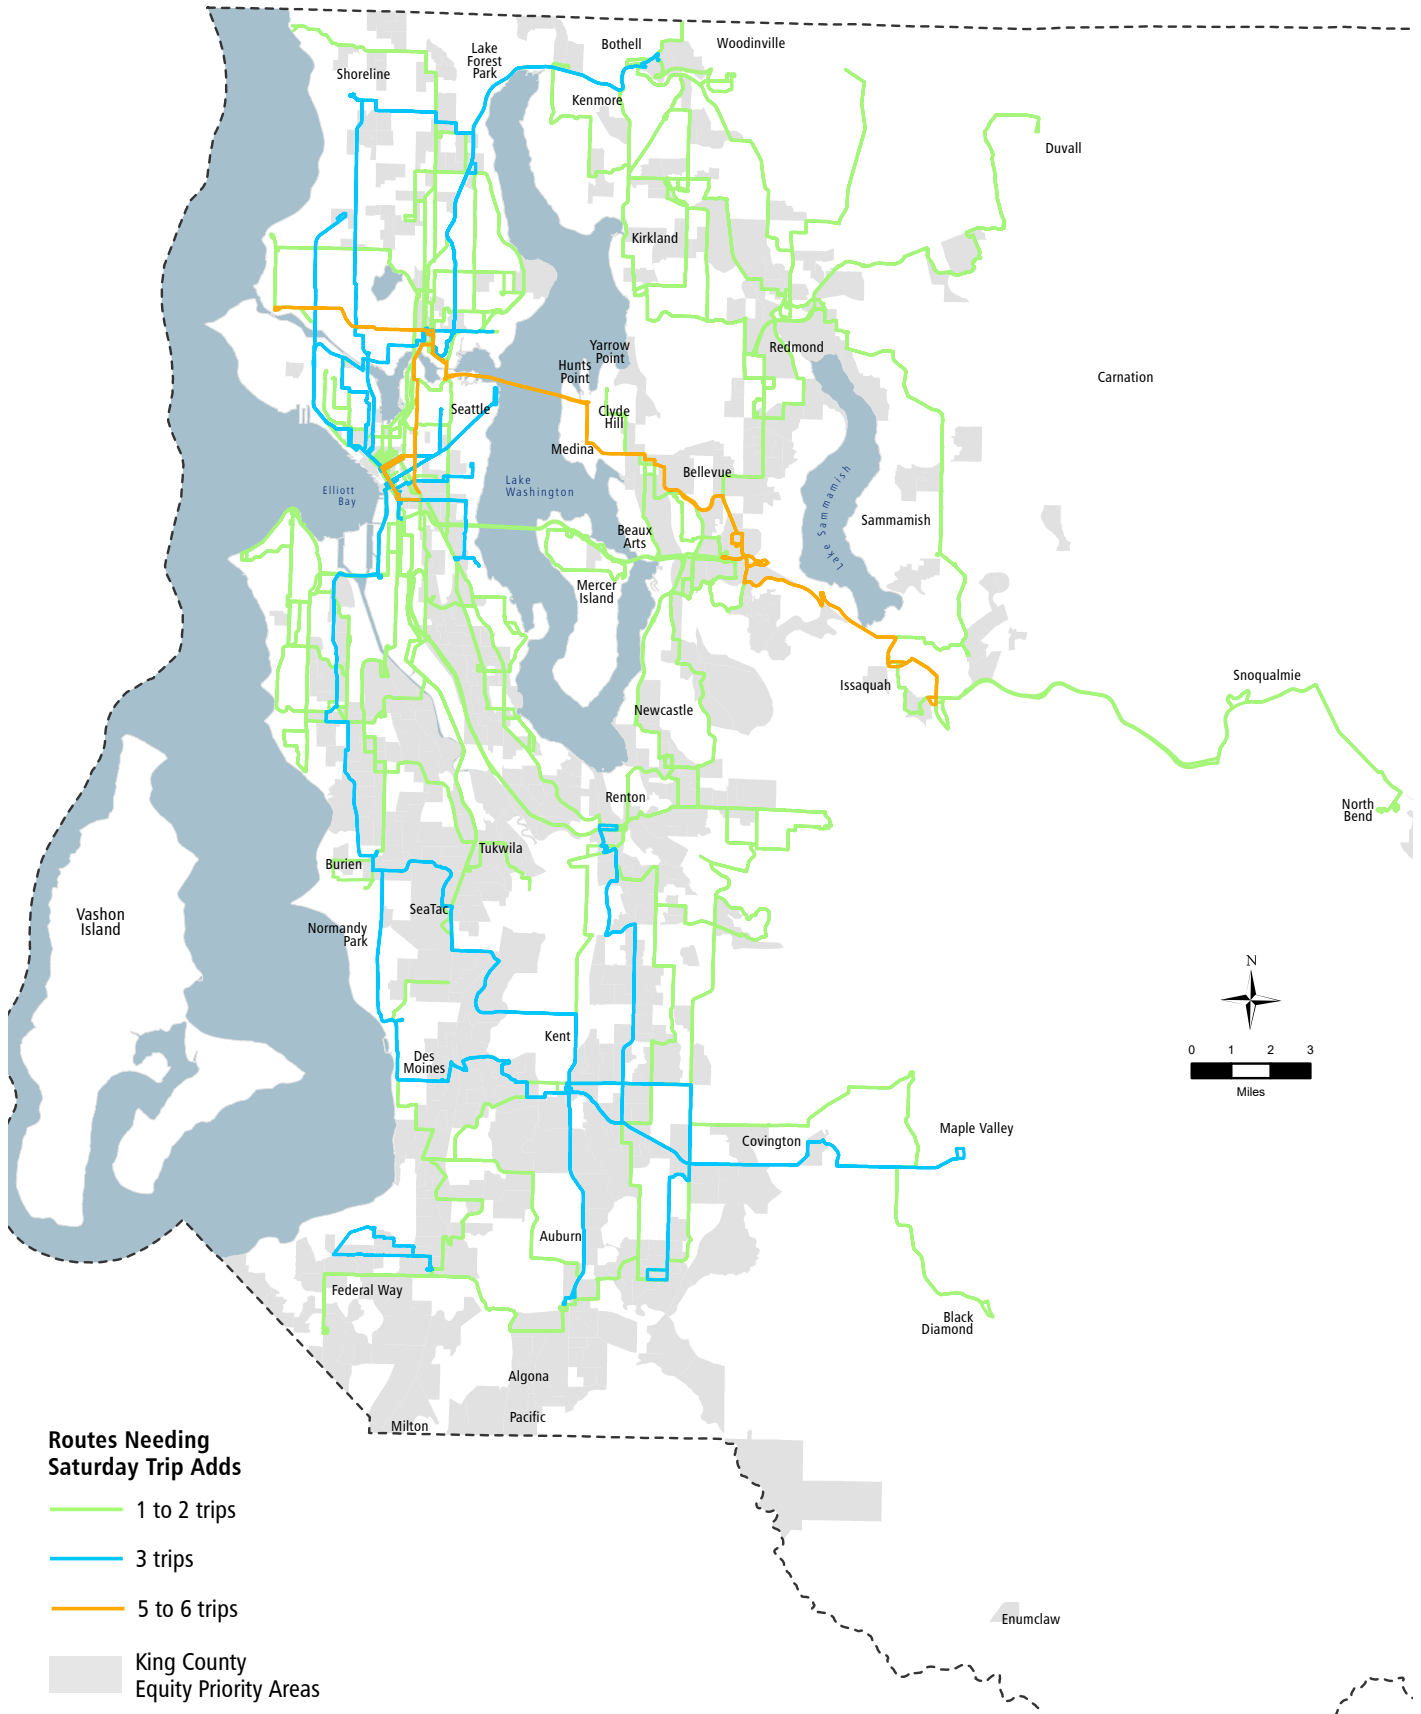 Bothell
Woodinville
Lake
Forest
Park
Shoreline
Kenmore
Duvall
Kirkland
Redmond
Yarrow
Point
Hunts
Point
Carnation
Seattle
Clyde
Hill
Medina
Bellevue
Elliott
Bay
Lake
Washington
Lake Sammamish
Sammamish
Beaux
Arts
Mercer
Island
Issaquah
Snoqualmie
Newcastle
Renton
North
Bend
Tukwila
Burien
SeaTac
Vashon
Island
Normandy
Park
N
Kent
0 1 2 3
Miles
Des
Moines
Covington
Maple Valley
Auburn
Federal Way
Black
Diamond
Algona
Pacific
Milton
Routes Needing
Saturday Trip Adds
1 to 2 trips
3 trips
5 to 6 trips
King County
Equity Priority Areas
Enumclaw